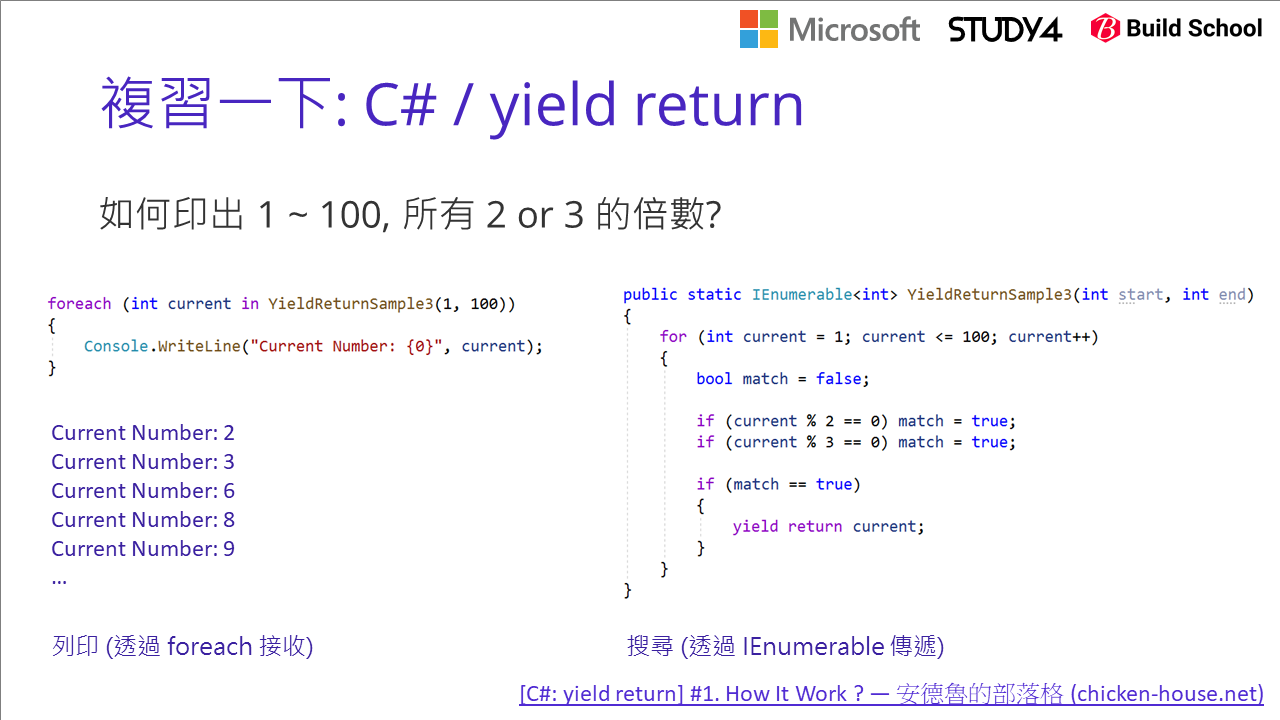 Microsoft STUDY4 Build School
複習一下: C# / yield return
如何印出 1 ~ 100, 所有 2 or 3 的倍數?
foreach (int current in YieldReturnSample3(1, 100))
{
    Console.WriteLine("Current Number: {0}", current);
}
Current Number: 2
Current Number: 3
Current Number: 6
Current Number: 8
Current Number: 9
...
列印 (透過 foreach 接收)
public static IEnumerable<int> YieldReturnSample3(int start, int end)
{
    for (int current = 1; current <= 100; current++)
    {
        bool match = false;
        if (current % 2 == 0) match = true;
        if (current % 3 == 0) match = true;
        if (match == true)
        {
            yield return current;
        }
    }
}
搜尋 (透過 IEnumerable 傳遞)
[C#: yield return] #1. How It Work ? — 安德魯的部落格 (chicken-house.net)